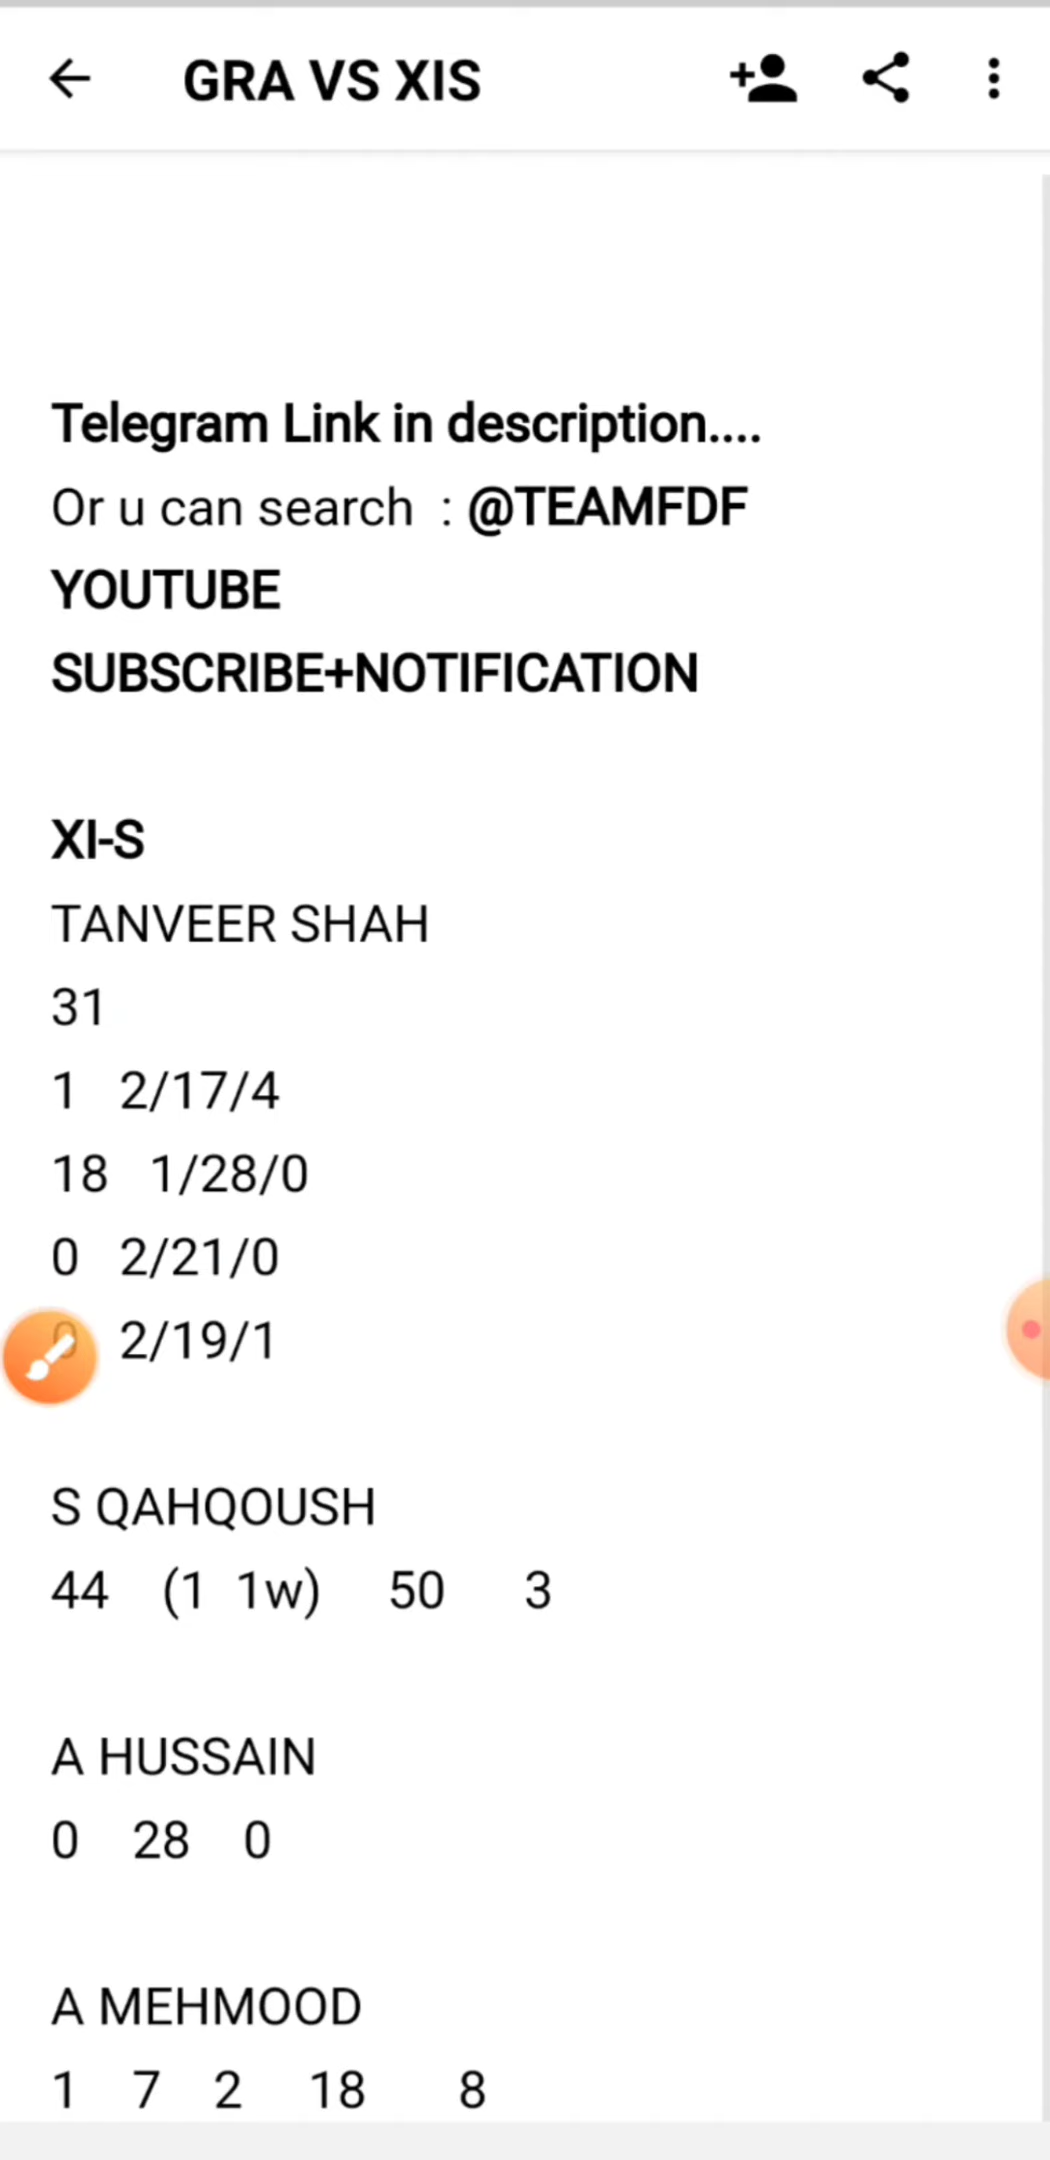 GRA VS XIS
Telegram Link in description....
Or u can search : @TEAMFDF
YOUTUBE
SUBSCRIBE+NOTIFICATION
XI-S
TANVEER SHAH
31
1 2/17/4
18 1/28/0
0 2/21/0
0 2/19/1
S QAHQOUSH
44 (1 1w) 50 3
A HUSSAIN
0 28 0
A MEHMOOD
1 7 2 18 8